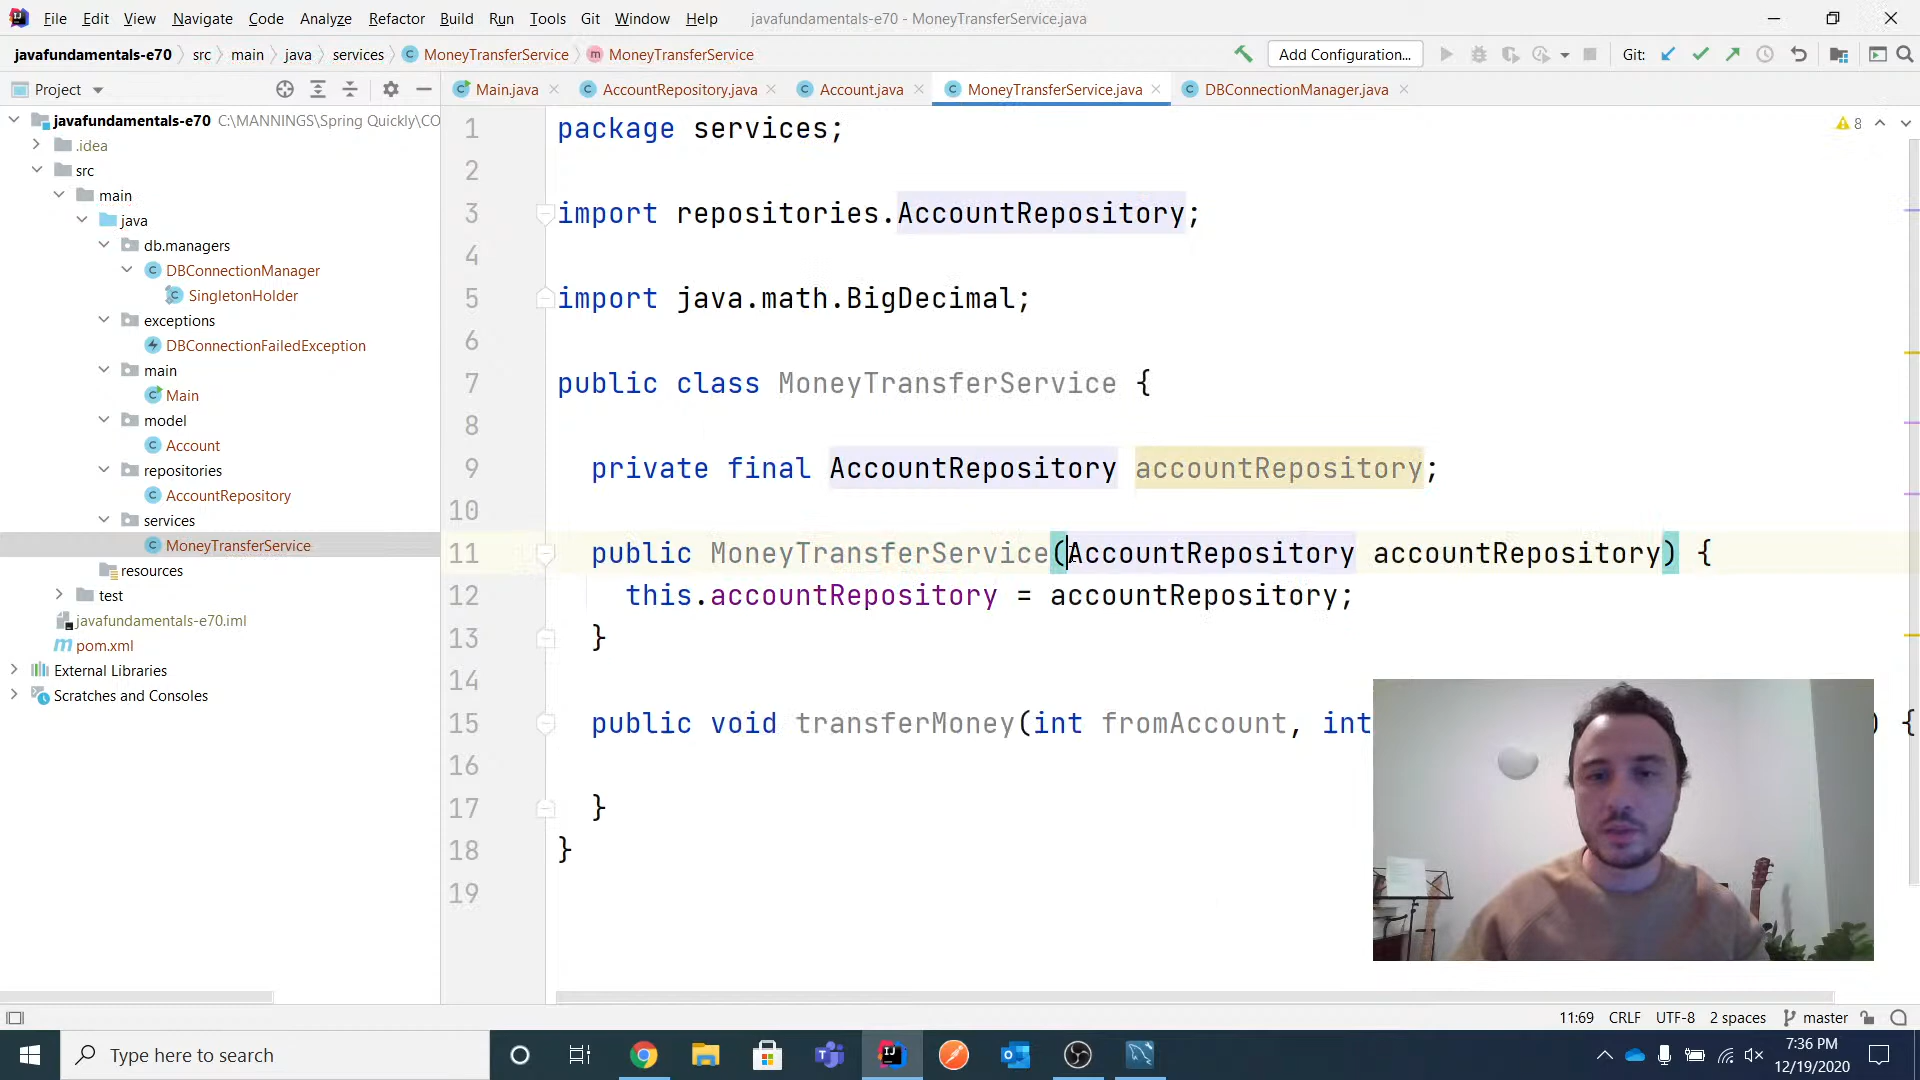 File Edit View Navigate Code Analyze Refactor Build Run Tools Git Window Help javafundamentals-e70 - MoneyTransferService.java
javafundamentals-e70 src main java services MoneyTransferService MoneyTransferService Add Configuration... Git:
Project
Main.java AccountRepository.java Account.java MoneyTransferService.java DBConnectionManager.java
javafundamentals-e70 C:\MANNINGS\Spring Quickly\CO
.idea
src
main
java
db.managers
DBConnectionManager
SingletonHolder
exceptions
DBConnectionFailedException
main
Main
model
Account
repositories
AccountRepository
services
MoneyTransferService
resources
test
javafundamentals-e70.iml
pom.xml
External Libraries
Scratches and Consoles
8
1 package services;
2
3 import repositories.AccountRepository;
4
5 import java.math.BigDecimal;
6
7 public class MoneyTransferService {
8
9 private final AccountRepository accountRepository;
10
11 public MoneyTransferService(AccountRepository accountRepository) {
12 this.accountRepository = accountRepository;
13 }
14
15 public void transferMoney(int fromAccount, int ) {
16
17 }
18 }
19
11:69 CRLF UTF-8 2 spaces master
Type here to search
7:36 PM
12/19/2020